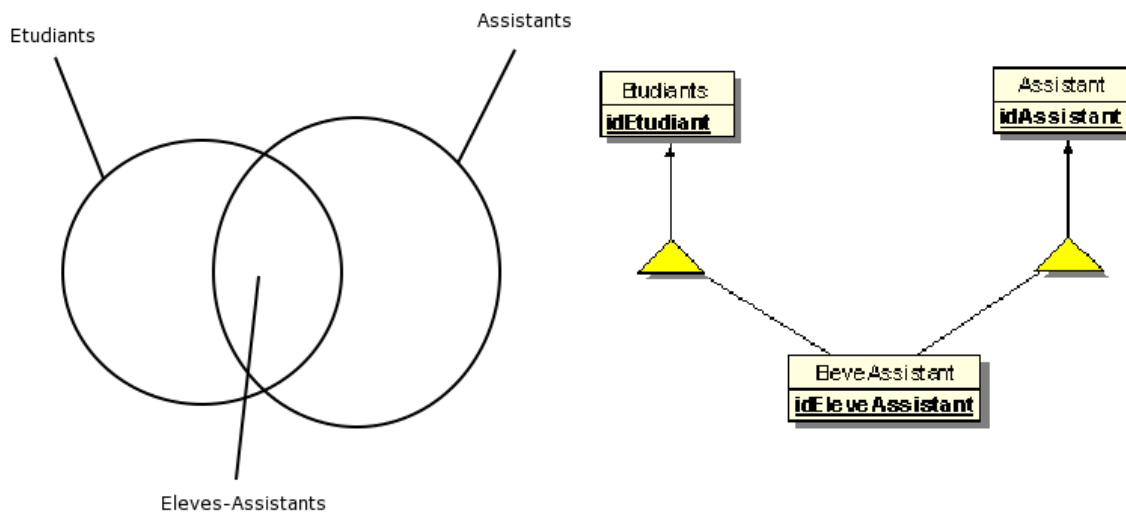 Etudiants
Assistants
Eleves-Assistants
Etudiants
idEtudiant
Assistant
idAssistant
EleveAssistant
idEleveAssistant